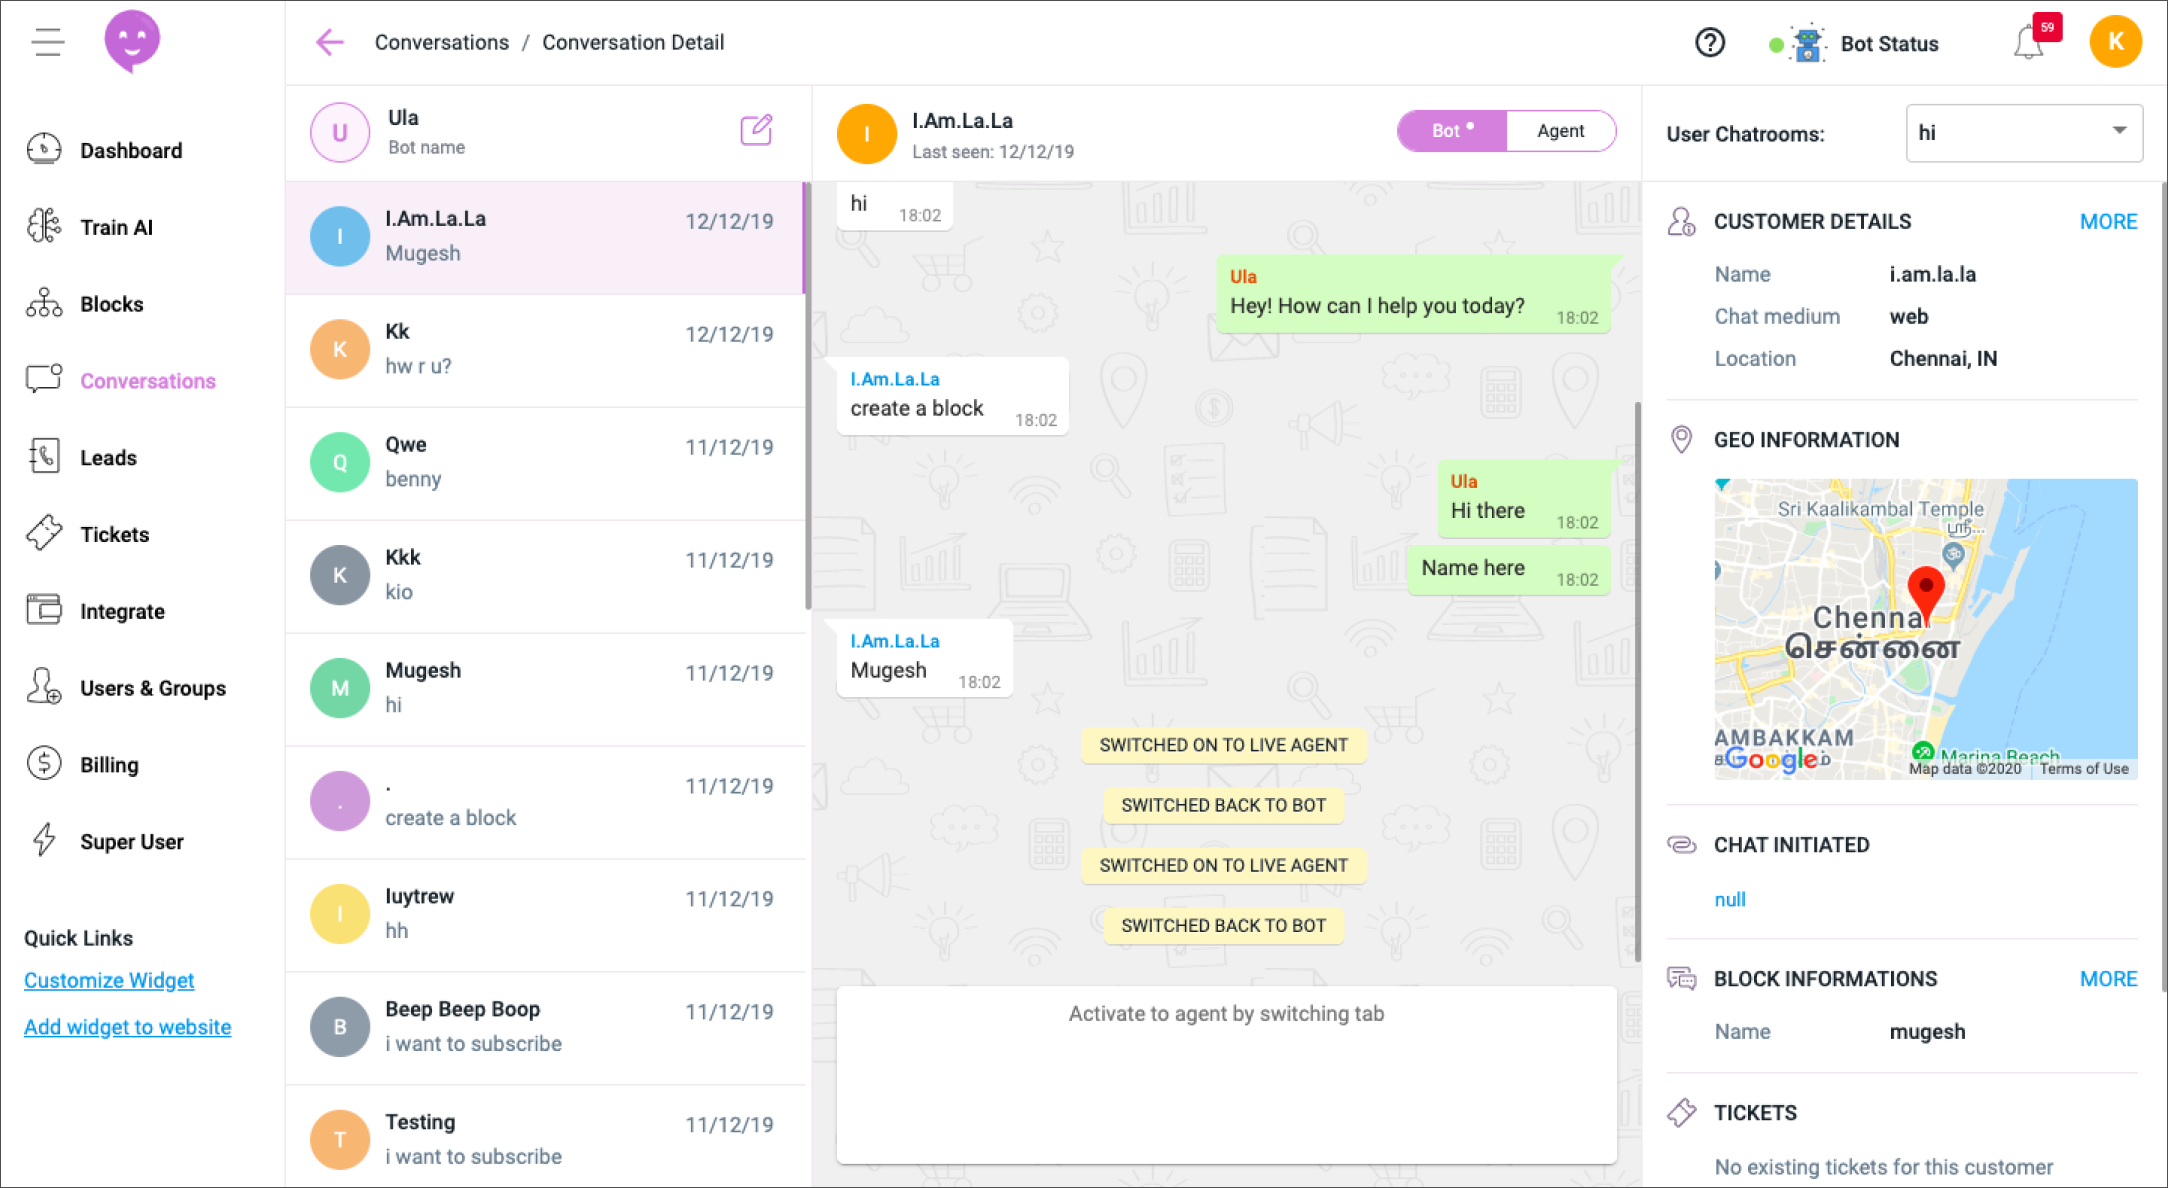 Conversations / Conversation Detail
Bot Status
59
K
Dashboard
Train AI
Blocks
Conversations
Leads
Tickets
Integrate
Users & Groups
Billing
Super User
Quick Links
Customize Widget
Add widget to website
U
Ula
Bot name
I
I.Am.La.La
12/12/19
Mugesh
K
Kk
12/12/19
hw r u?
Q
Qwe
11/12/19
benny
K
Kkk
11/12/19
kio
M
Mugesh
11/12/19
hi
.
.
11/12/19
create a block
I
Iuytrew
11/12/19
hh
B
Beep Beep Boop
11/12/19
i want to subscribe
T
Testing
11/12/19
i want to subscribe
I
I.Am.La.La
Last seen: 12/12/19
Bot
Agent
hi
18:02
Ula
Hey! How can I help you today?
18:02
I.Am.La.La
create a block
18:02
Ula
Hi there
18:02
Name here
18:02
I.Am.La.La
Mugesh
18:02
SWITCHED ON TO LIVE AGENT
SWITCHED BACK TO BOT
SWITCHED ON TO LIVE AGENT
SWITCHED BACK TO BOT
Activate to agent by switching tab
User Chatrooms:
hi
CUSTOMER DETAILS
MORE
Name i.am.la.la
Chat medium web
Location Chennai, IN
GEO INFORMATION
Sri Kaalikambal Temple
ஸ்ரீ...
Chennai
சென்னை
AMBAKKAM
Google
Marina Beach
Map data ©2020
Terms of Use
CHAT INITIATED
null
BLOCK INFORMATIONS
MORE
Name mugesh
TICKETS
No existing tickets for this customer